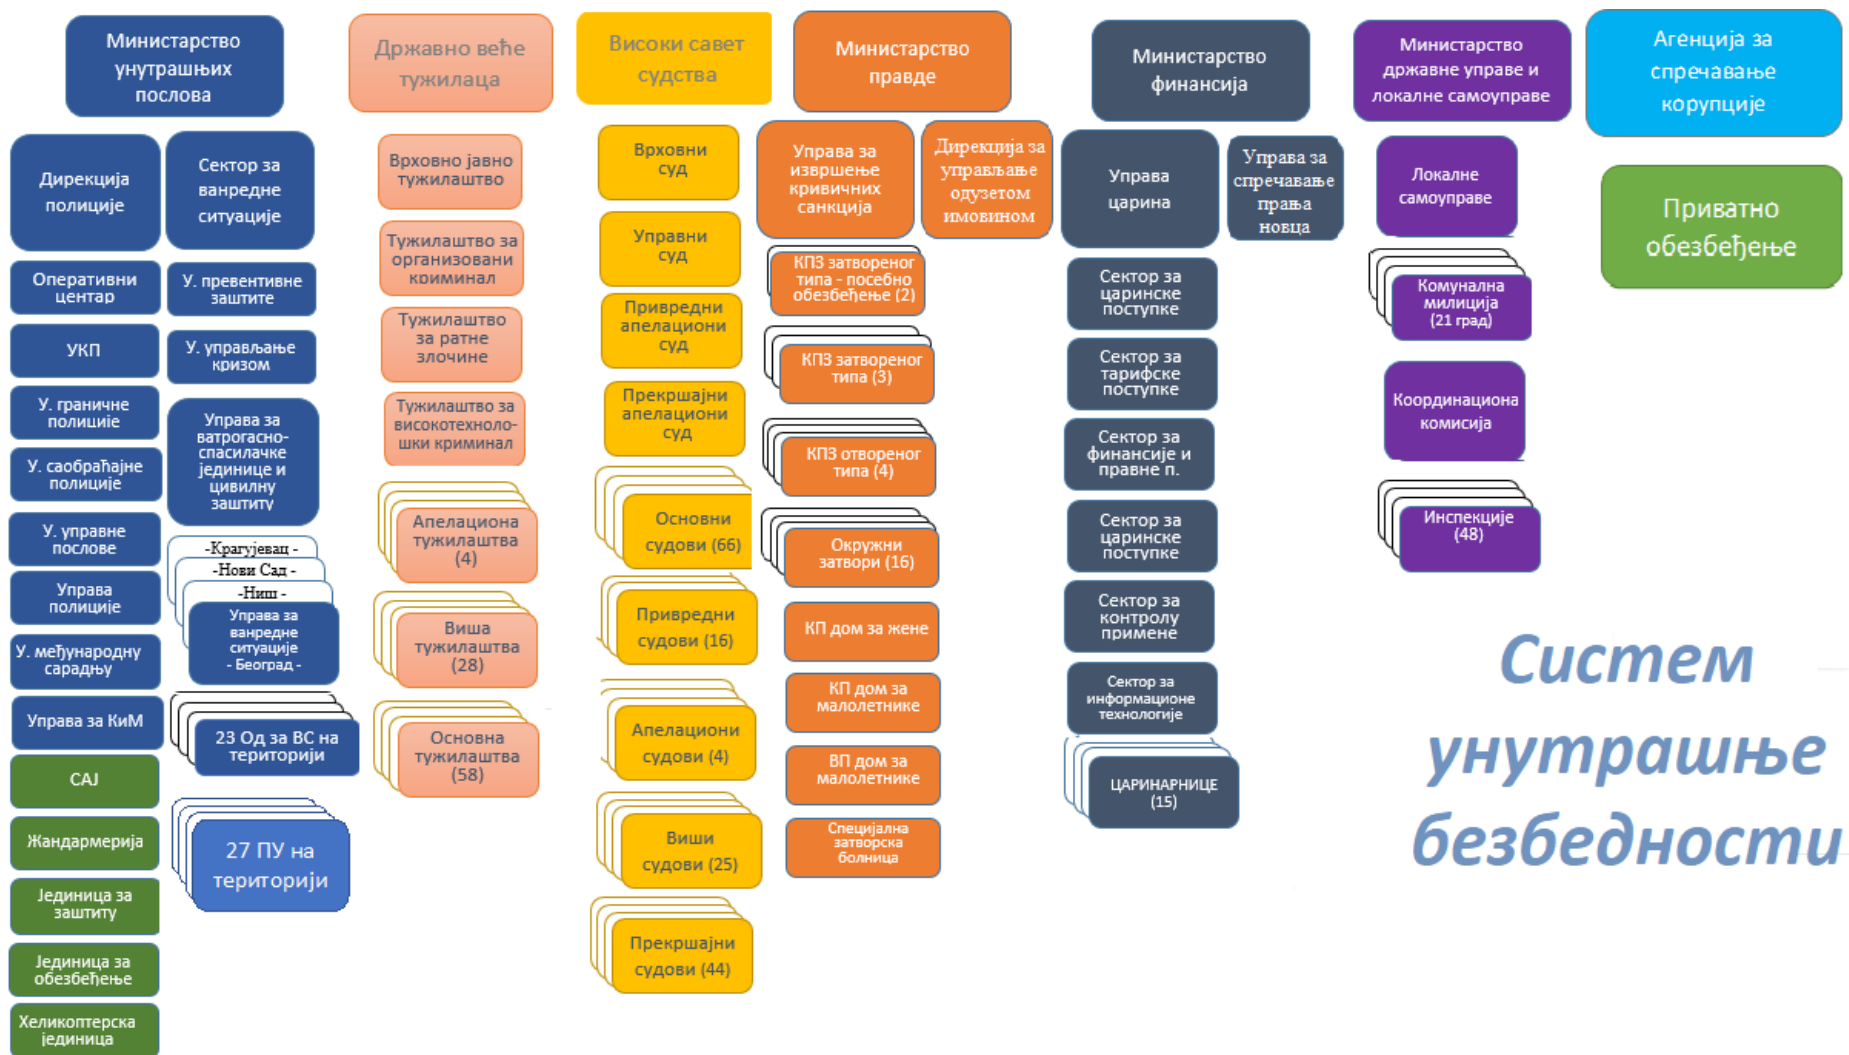 Министарство
унутрашњих
послова
Дирекција
полиције
Оперативни
центар
УКП
У. граничне
полиције
У. саобраћајне
полиције
У. управне
послове
Управа
полиције
У. међународну
сарадњу
Управа за КиМ
САЈ
Жандармерија
Јединица за
заштиту
Јединица за
обезбеђење
Хеликоптерска
јединица
Сектор за
ванредне
ситуације
У. превентивне
заштите
У. управљање
кризом
Управа за
ватрогасно-
спасилачке
јединице и
цивилну
заштиту
-Крагујевац -
-Нови Сад -
-Ниш -
Управа за
ванредне
ситуације
- Београд -
23 Од за ВС на
територији
27 ПУ на
територији
Државно веће
тужилаца
Врховно јавно
тужилаштво
Тужилаштво за
организовани
криминал
Тужилаштво
за ратне
злочине
Тужилаштво за
високотехноло-
шки криминал
Апелациона
тужилаштва
(4)
Виша
тужилаштва
(28)
Основна
тужилаштва
(58)
Високи савет
судства
Врховни
суд
Управни
суд
Привредни
апелациони
суд
Прекршајни
апелациони
суд
Основни
судови (66)
Привредни
судови (16)
Апелациони
судови (4)
Виши
судови (25)
Прекршајни
судови (44)
Министарство
правде
Управа за
извршење
кривичних
санкција
Дирекција за
управљање
одузетом
имовином
КПЗ затвореног
типа - посебно
обезбеђење (2)
КПЗ затвореног
типа (3)
КПЗ отвореног
типа (4)
Окружни
затвори (16)
КП дом за жене
КП дом за
малолетнике
ВП дом за
малолетнике
Специјална
затворска
болница
Министарство
финансија
Управа
царина
Управа за
спречавање
прања
новца
Сектор за
царинске
поступке
Сектор за
тарифске
поступке
Сектор за
финансије и
правне п.
Сектор за
царинске
поступке
Сектор за
контролу
примене
Сектор за
информационе
технологије
ЦАРИНАРНИЦЕ
(15)
Министарство
државне управе и
локалне самоуправе
Локалне
самоуправе
Комунална
милиција
(21 град)
Координациона
комисија
Инспекције
(48)
Агенција за
спречавање
корупције
Приватно
обезбеђење
Систем
унутрашње
безбедности